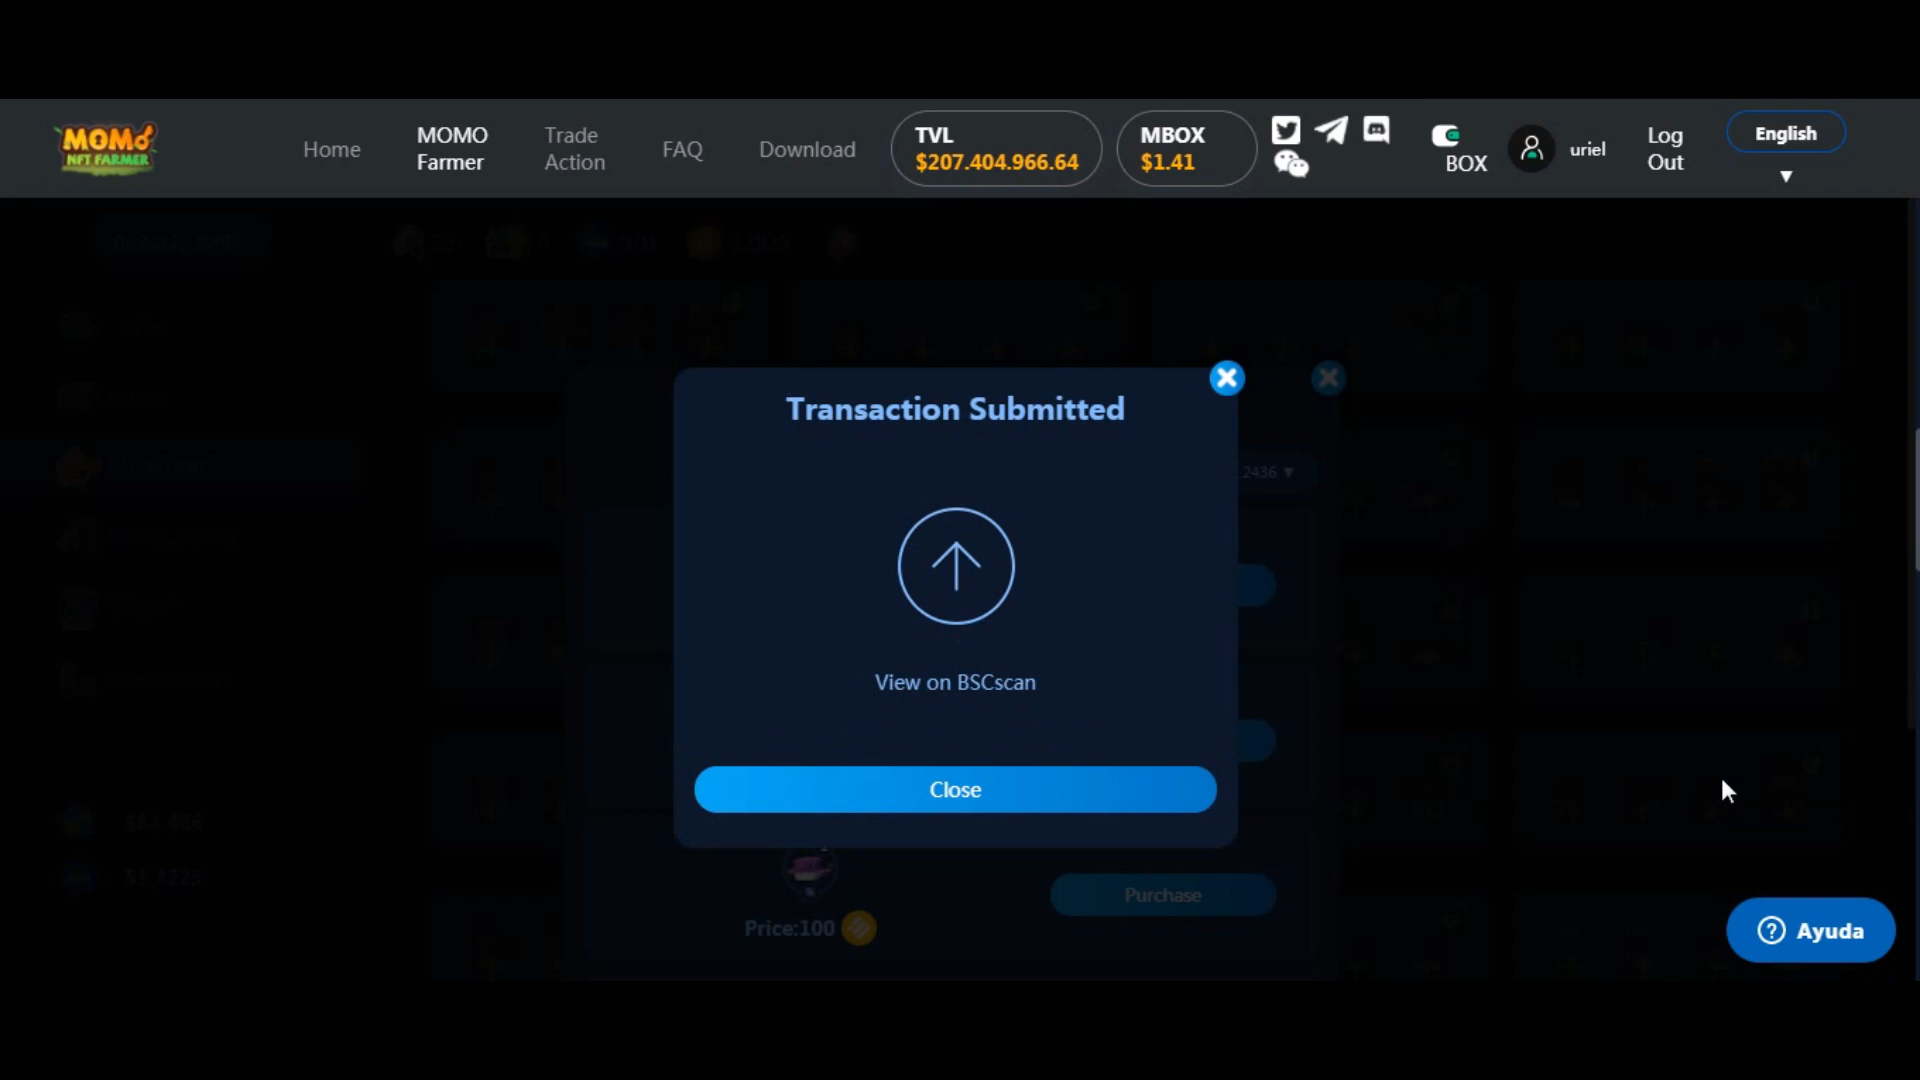 MOMO
NFT FARMER
Home
MOMO
Farmer
Trade
Action
FAQ
Download
TVL
$207.404.966.64
MBOX
$1.41
BOX
uriel
Log
Out
English
▼
Transaction Submitted
2436 ▼
View on BSCscan
Close
Purchase
Price:100
? Ayuda